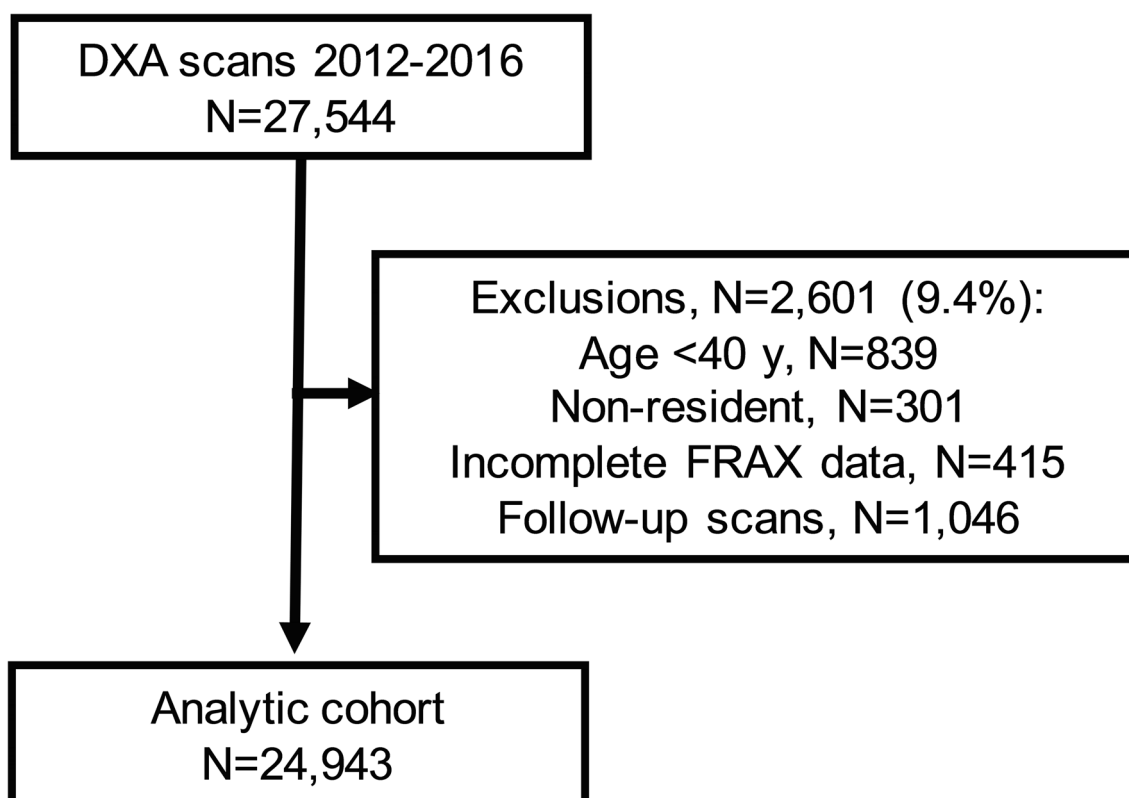 DXA scans 2012-2016
N=27,544
Exclusions, N=2,601 (9.4%):
Age <40 y, N=839
Non-resident, N=301
Incomplete FRAX data, N=415
Follow-up scans, N=1,046
Analytic cohort
N=24,943